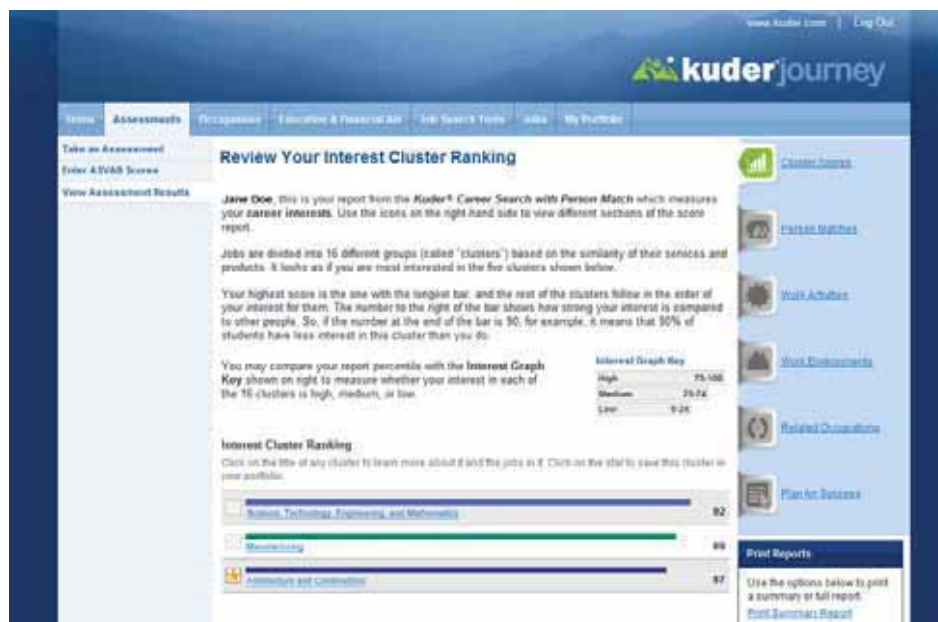 www.kuder.com | Log Out
kuder journey
Home Assessments Occupations Education & Financial Aid Job Search Tools Jobs My Portfolio
Take an Assessment
Enter ASVAB Scores
View Assessment Results
Review Your Interest Cluster Ranking
Jane Doe, this is your report from the Kuder® Career Search with Person Match which measures
your career interests. Use the icons on the right hand side to view different sections of the score
report.
Jobs are divided into 16 different groups (called "clusters") based on the similarity of their services and
products. It looks as if you are most interested in the five clusters shown below.
Your highest score is the one with the longest bar, and the rest of the clusters follow in the order of
your interest for them. The number to the right of the bar shows how strong your interest is compared
to other people. So, if the number at the end of the bar is 90, for example, it means that 90% of
students have less interest in this cluster than you do.
You may compare your report percentile with the Interest Graph
Key shown on right to measure whether your interest in each of
the 16 clusters is high, medium, or low.
Interest Graph Key
High 75-100
Medium 25-74
Low 0-24
Interest Cluster Ranking
Click on the title of any cluster to learn more about it and the jobs in it. Click on the star to save this cluster in
your portfolio.
Science, Technology, Engineering, and Mathematics 92
Manufacturing
Architecture and Construction 87
Cluster Scores
Person Matches
Work Activities
Work Environments
Related Occupations
Plan for Success
Print Reports
Use the options below to print
a summary or full report.
Print Summary Report